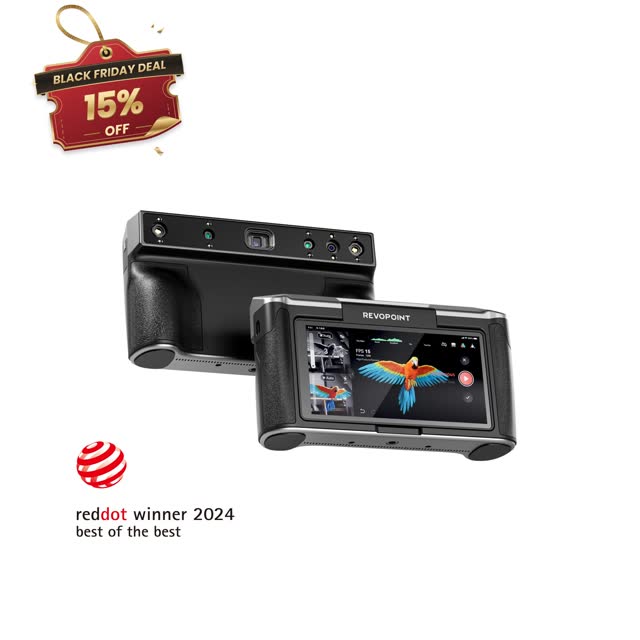 BLACK FRIDAY DEAL
15%
OFF
REVOPOINT
FPS 15
reddot winner 2024
best of the best